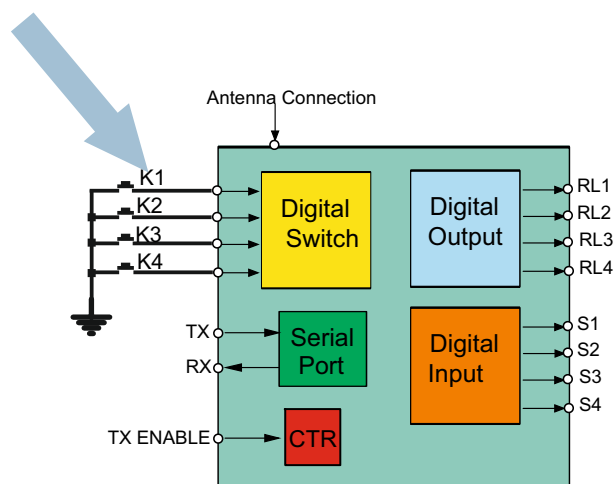 Antenna Connection
K1
K2
K3
K4
Digital
Switch
Digital
Output
RL1
RL2
RL3
RL4
TX
RX
Serial
Port
Digital
Input
S1
S2
S3
S4
TX ENABLE
CTR